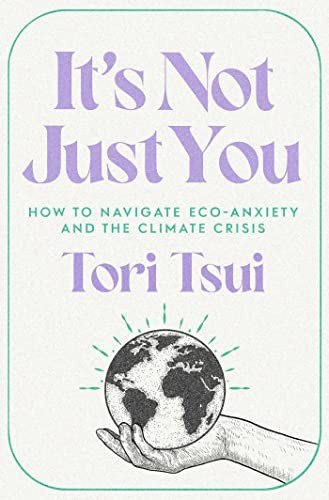 It's Not
Just You
HOW TO NAVIGATE ECO-ANXIETY
AND THE CLIMATE CRISIS
Tori Tsui